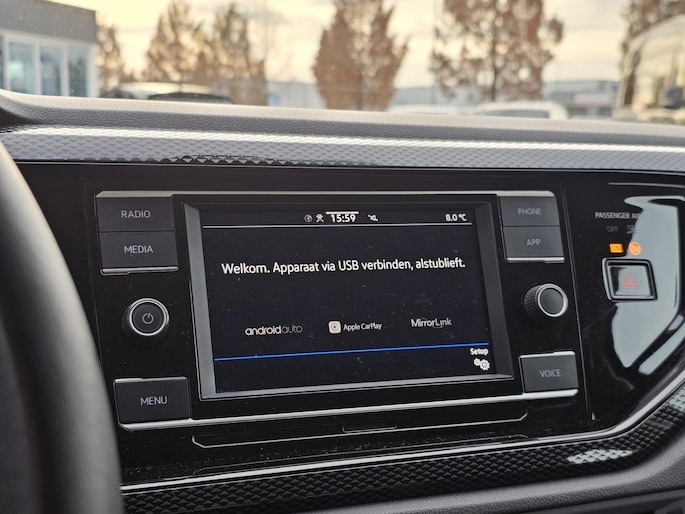 RADIO
MEDIA
MENU
15:59
8.0 °C
Welkom. Apparaat via USB verbinden, alstublieft.
androidauto
Apple CarPlay
MirrorLink
Setup
PHONE
APP
VOICE
PASSENGER AIR
OFF